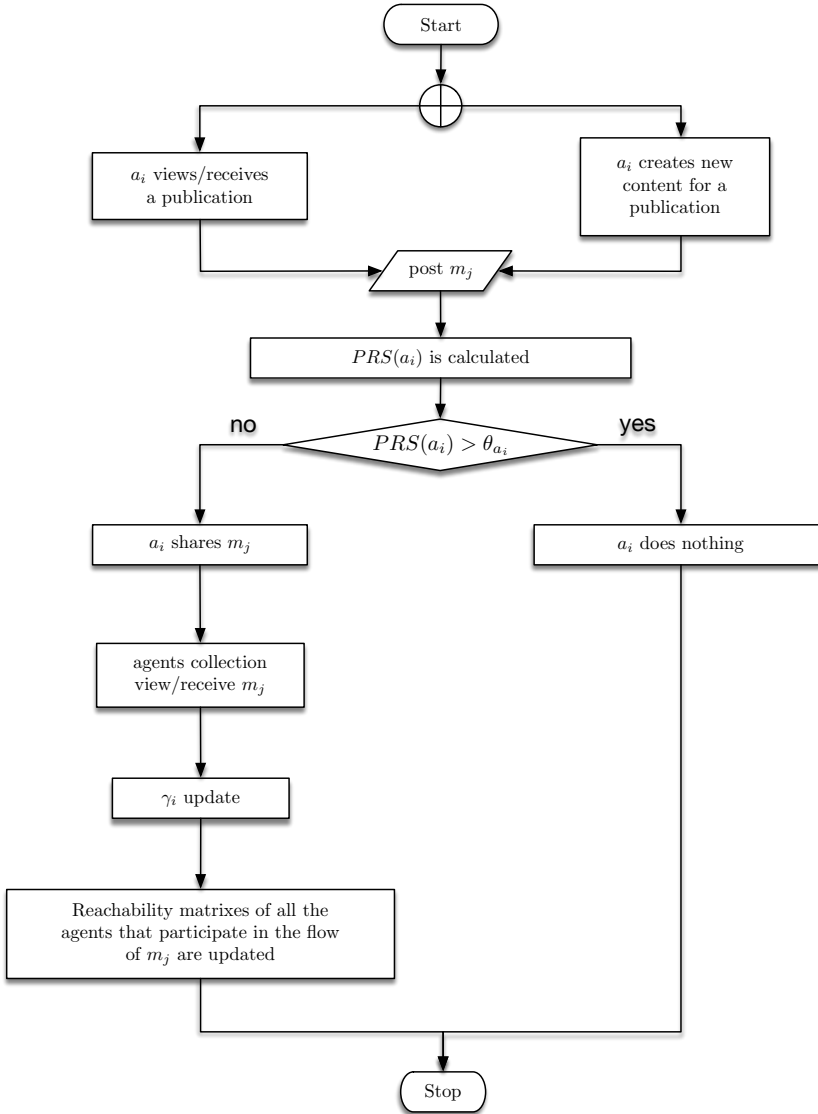 Start
a_i views/receives
a publication
a_i creates new
content for a
publication
post m_j
PRS(a_i) is calculated
no
yes
PRS(a_i) > θ_{a_i}
a_i shares m_j
a_i does nothing
agents collection
view/receive m_j
γ_i update
Reachability matrixes of all the
agents that participate in the flow
of m_j are updated
Stop